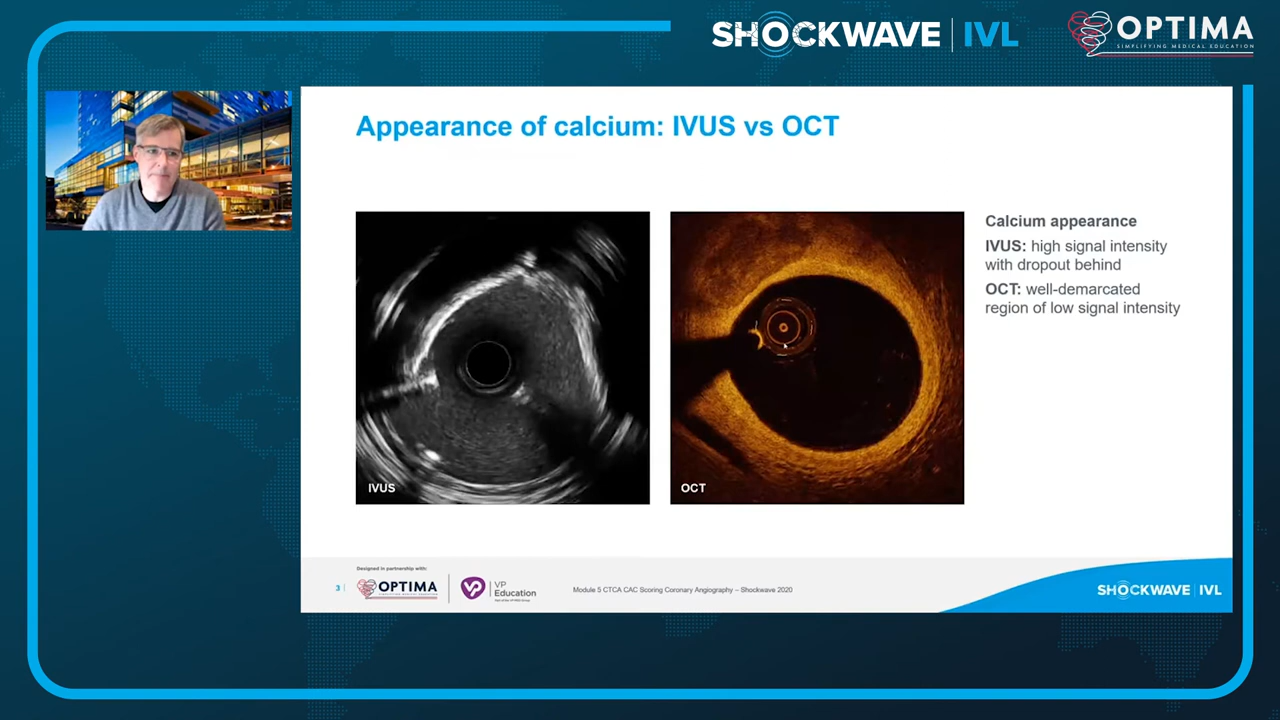 SHOCKWAVE IVL
OPTIMA
SIMPLIFYING MEDICAL EDUCATION
Appearance of calcium: IVUS vs OCT
Calcium appearance
IVUS: high signal intensity
with dropout behind
OCT: well-demarcated
region of low signal intensity
IVUS
OCT
Designed in partnership with:
3
OPTIMA
VP
VP
Education
Module 5 CTCA CAC Scoring Coronary Angiography – Shockwave 2020
SHOCKWAVE IVL